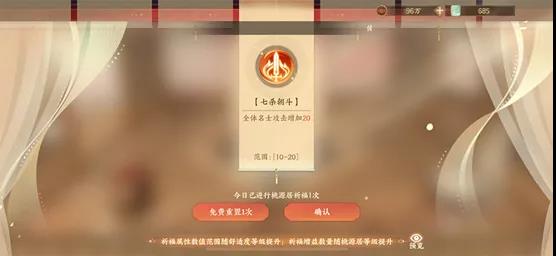 96万
685
【七杀朝斗】
全体名士攻击增加20
范围:[10-20]
今日已进行桃源居祈福1次
免费重置1次
确认
祈福属性数值范围随舒适度等级提升；祈福增益数量随桃源居等级提升
预览